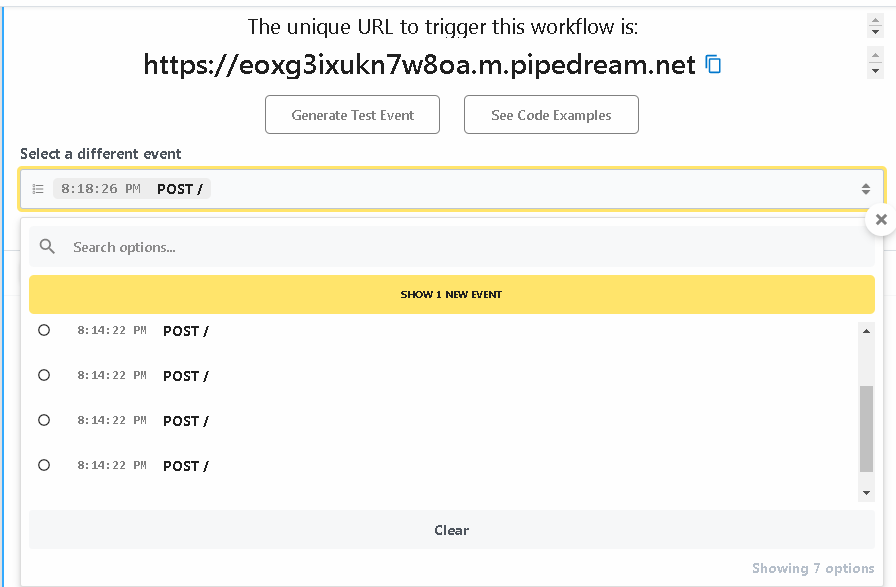 The unique URL to trigger this workflow is:
https://eoxg3ixukn7w8oa.m.pipedream.net
Generate Test Event
See Code Examples
Select a different event
8:18:26 PM POST /
Search options...
SHOW 1 NEW EVENT
8:14:22 PM POST /
8:14:22 PM POST /
8:14:22 PM POST /
8:14:22 PM POST /
Clear
Showing 7 options